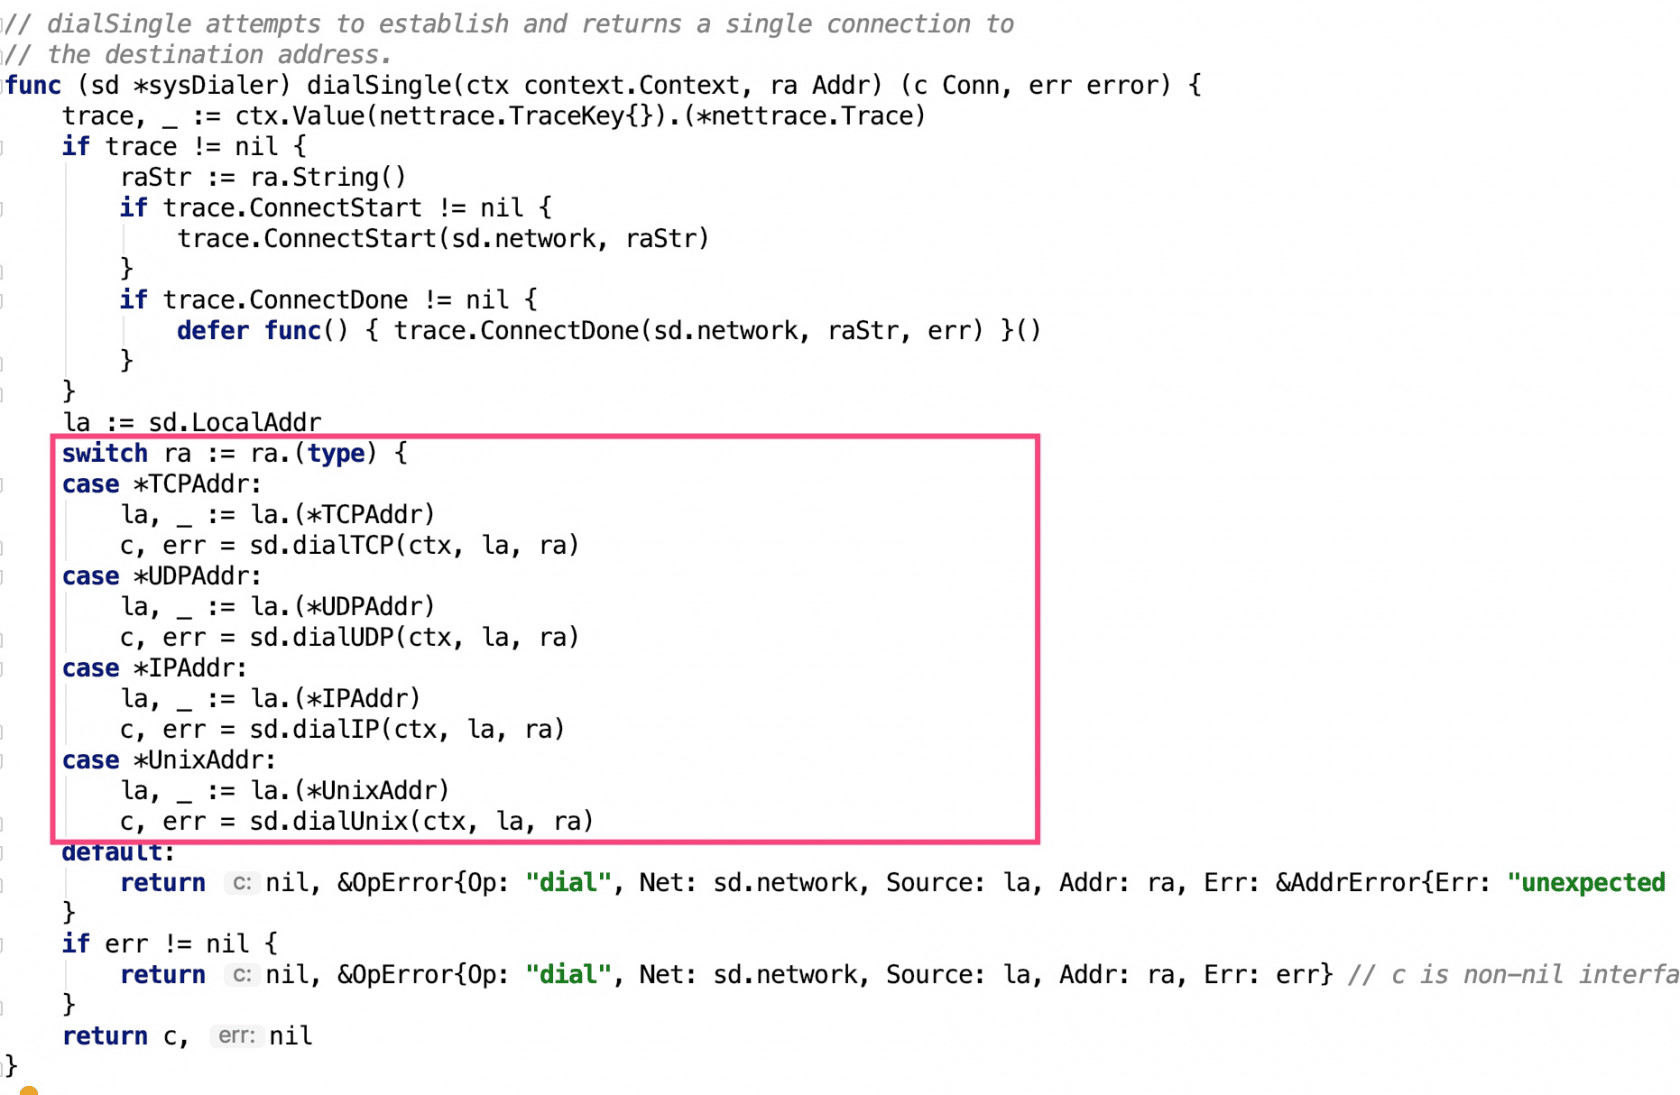 // dialSingle attempts to establish and returns a single connection to
// the destination address.
func (sd *sysDialer) dialSingle(ctx context.Context, ra Addr) (c Conn, err error) {
    trace, _ := ctx.Value(nettrace.TraceKey{}).(*nettrace.Trace)
    if trace != nil {
        raStr := ra.String()
        if trace.ConnectStart != nil {
            trace.ConnectStart(sd.network, raStr)
        }
        if trace.ConnectDone != nil {
            defer func() { trace.ConnectDone(sd.network, raStr, err) }()
        }
    }
    la := sd.LocalAddr
    switch ra := ra.(type) {
    case *TCPAddr:
        la, _ := la.(*TCPAddr)
        c, err = sd.dialTCP(ctx, la, ra)
    case *UDPAddr:
        la, _ := la.(*UDPAddr)
        c, err = sd.dialUDP(ctx, la, ra)
    case *IPAddr:
        la, _ := la.(*IPAddr)
        c, err = sd.dialIP(ctx, la, ra)
    case *UnixAddr:
        la, _ := la.(*UnixAddr)
        c, err = sd.dialUnix(ctx, la, ra)
    default:
        return c: nil, &OpError{Op: "dial", Net: sd.network, Source: la, Addr: ra, Err: &AddrError{Err: "unexpected
    }
    if err != nil {
        return c: nil, &OpError{Op: "dial", Net: sd.network, Source: la, Addr: ra, Err: err} // c is non-nil interfa
    }
    return c, err: nil
}